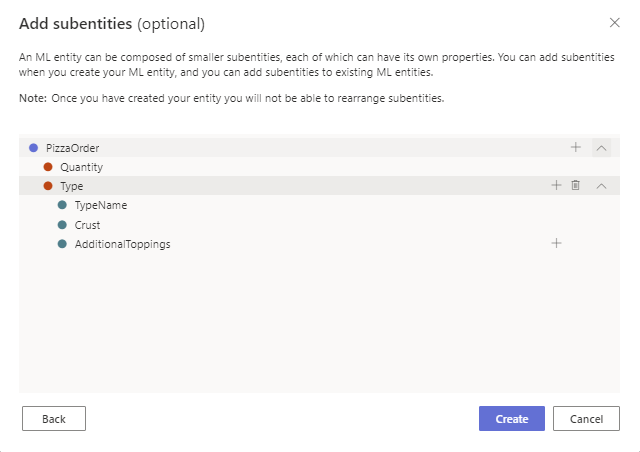 Add subentities (optional)
An ML entity can be composed of smaller subentities, each of which can have its own properties. You can add subentities
when you create your ML entity, and you can add subentities to existing ML entities.
Note: Once you have created your entity you will not be able to rearrange subentities.
PizzaOrder
Quantity
Type
TypeName
Crust
AdditionalToppings
Back
Create
Cancel